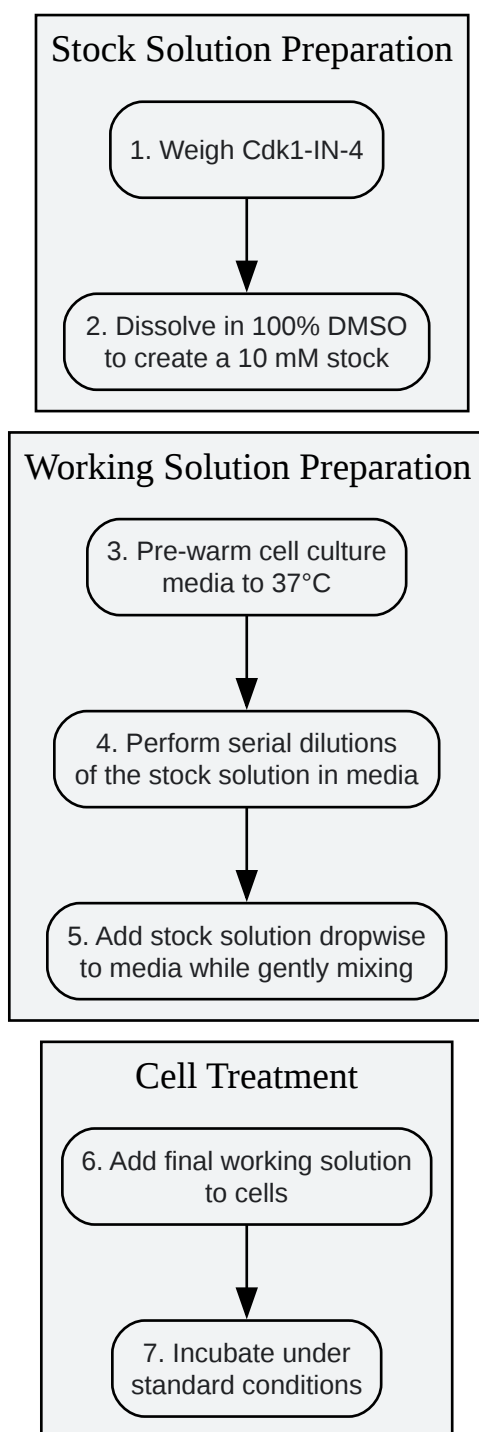 Stock Solution Preparation
1. Weigh Cdk1-IN-4
2. Dissolve in 100% DMSO
to create a 10 mM stock
Working Solution Preparation
3. Pre-warm cell culture
media to 37°C
4. Perform serial dilutions
of the stock solution in media
5. Add stock solution dropwise
to media while gently mixing
Cell Treatment
6. Add final working solution
to cells
7. Incubate under
standard conditions